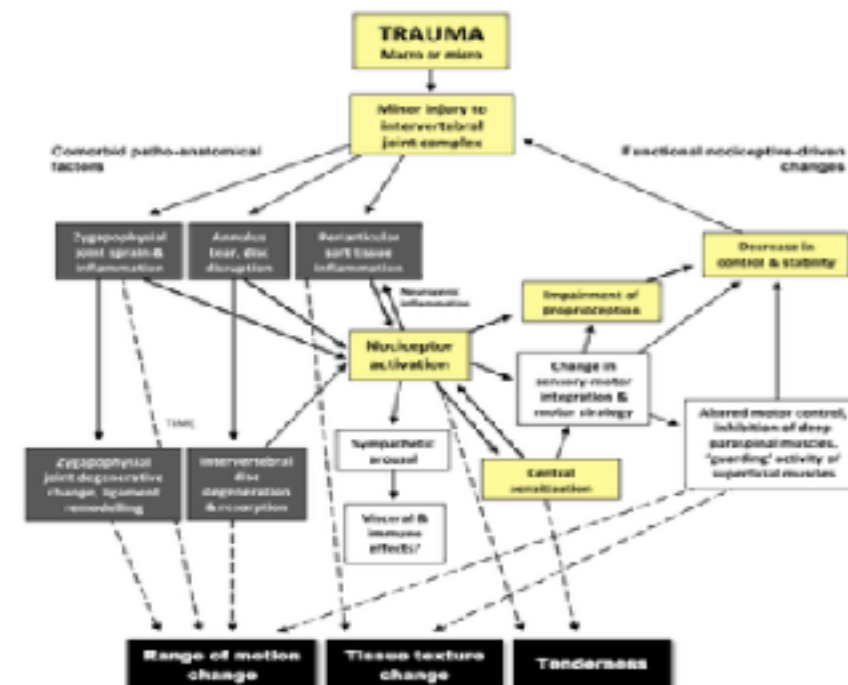 TRAUMA
Macro or micro
Minor injury to
intervertebral
joint complex
Comorbid patho-anatomical
factors
Functional nociceptive-driven
changes
Zygapophysial
joint sprain &
inflammation
Annulus
tear, disc
disruption
Periarticular
soft tissue
inflammation
Decrease in
control & stability
Neurogenic
inflammation
Impairment of
proprioception
Nociceptor
activation
Change in
sensory-motor
integration &
motor strategy
Altered motor control,
inhibition of deep
paraspinal muscles,
'guarding' activity of
superficial muscles
TIME
Sympathetic
arousal
Zygapophysial
joint degenerative
change, ligament
remodelling
Intervertebral
disc
degeneration
& resorption
Central
sensitization
Visceral &
immune
effects?
Range of motion
change
Tissue texture
change
Tenderness